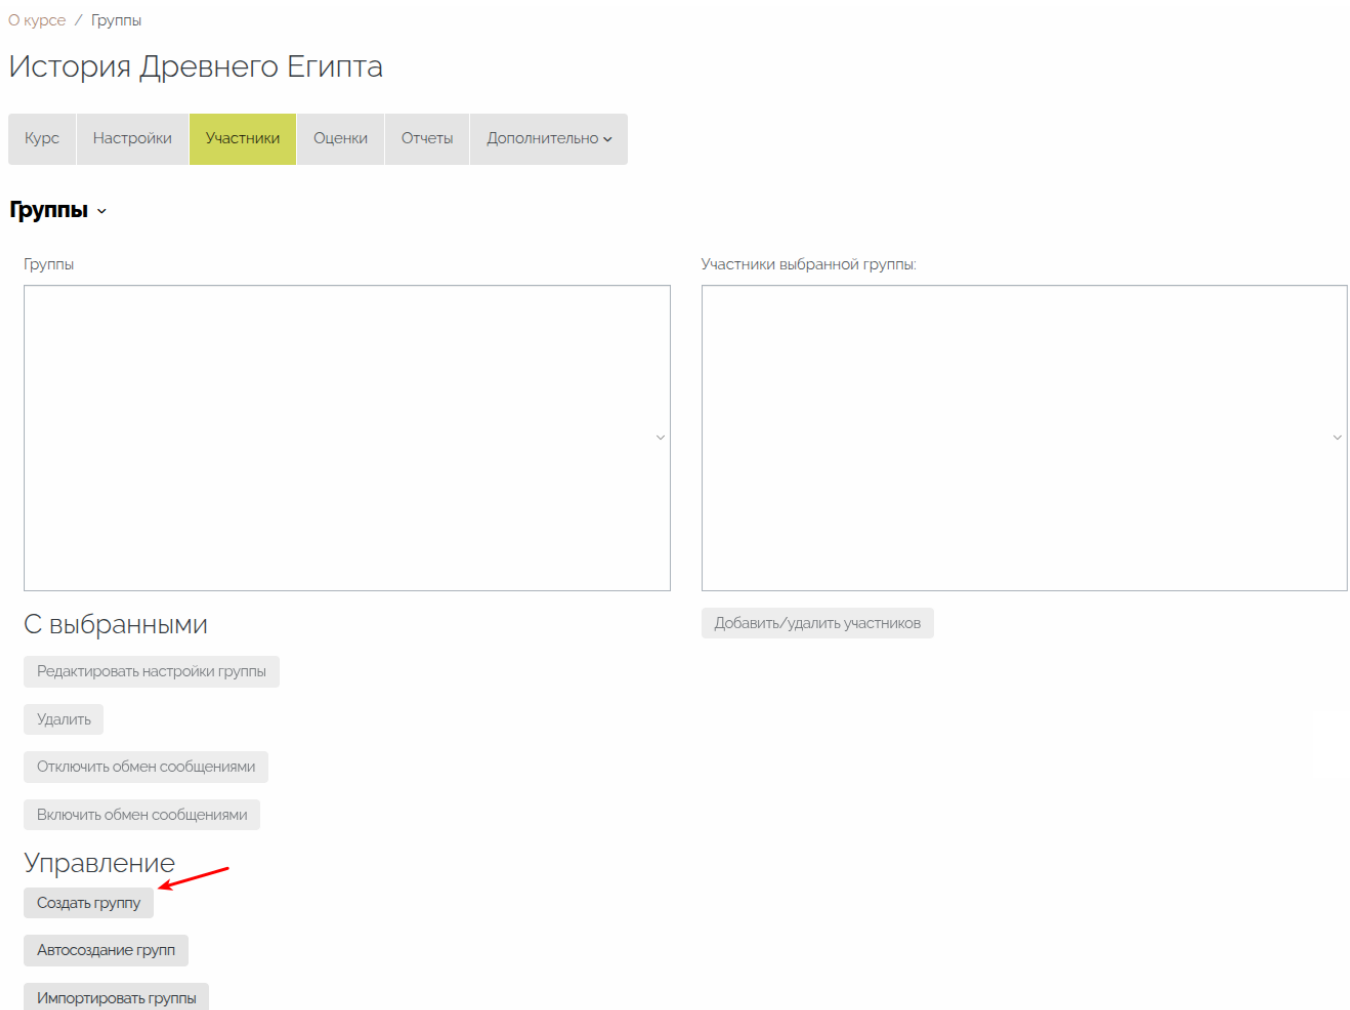 О курсе / Группы
История Древнего Египта
Курс Настройки Участники Оценки Отчеты Дополнительно
Группы
Группы
Участники выбранной группы:
С выбранными
Добавить/удалить участников
Редактировать настройки группы
Удалить
Отключить обмен сообщениями
Включить обмен сообщениями
Управление
Создать группу
Автосоздание групп
Импортировать группы